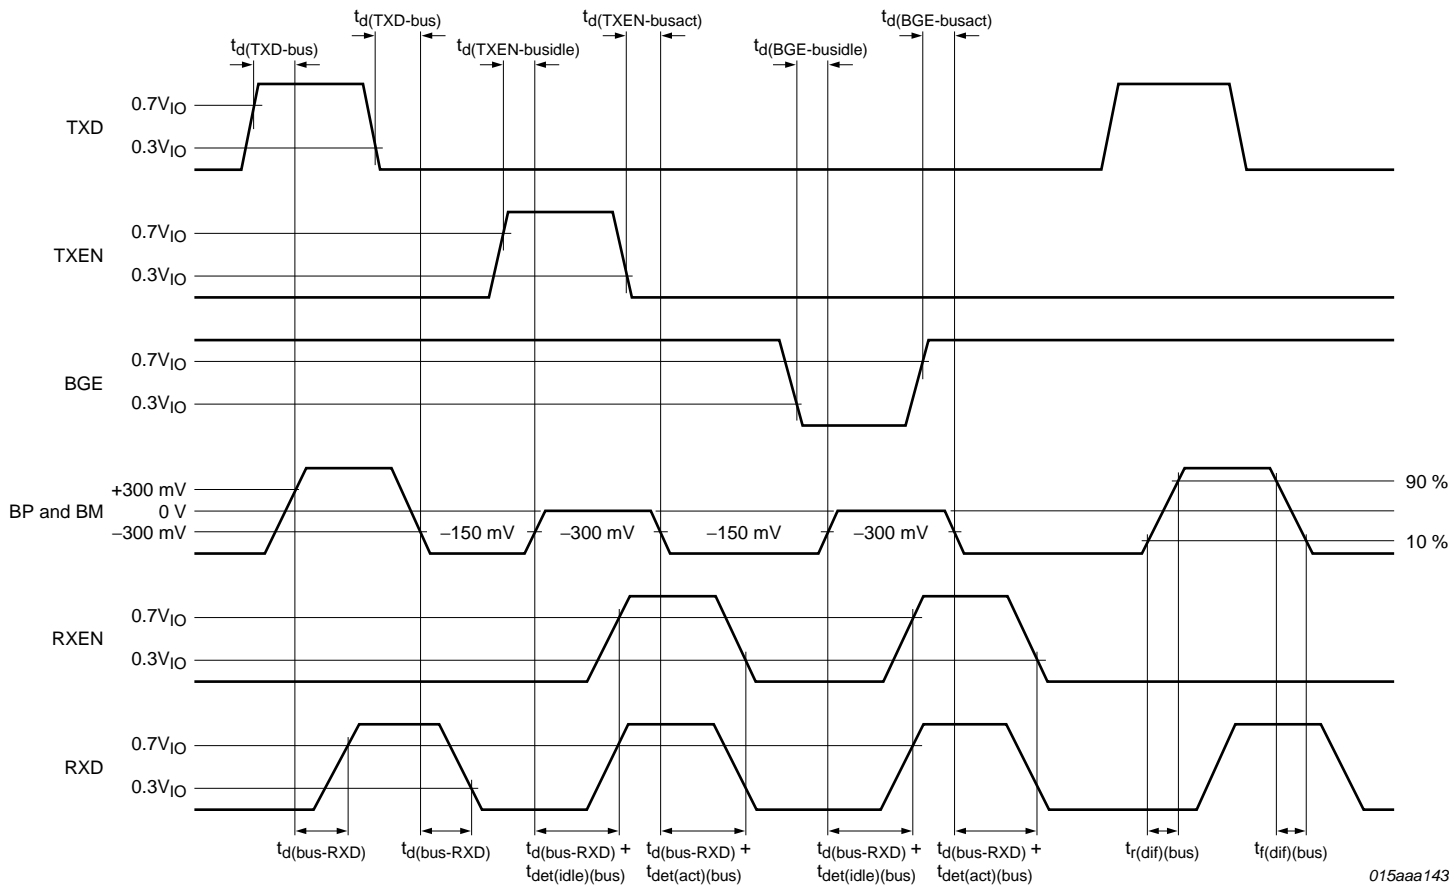 td(TXD-bus) td(TXEN-busact) td(BGE-busact)
td(TXD-bus) td(TXEN-busidle) td(BGE-busidle)
0.7VIO
TXD
0.3VIO
0.7VIO
TXEN
0.3VIO
0.7VIO
BGE
0.3VIO
+300 mV 90 %
BP and BM 0 V
−300 mV −150 mV −300 mV −150 mV −300 mV
10 %
0.7VIO
RXEN
0.3VIO
0.7VIO
RXD
0.3VIO
td(bus-RXD) td(bus-RXD) td(bus-RXD) + td(bus-RXD) + td(bus-RXD) + td(bus-RXD) + tr(dif)(bus) tf(dif)(bus)
tdet(idle)(bus) tdet(act)(bus) tdet(idle)(bus) tdet(act)(bus)
015aaa143